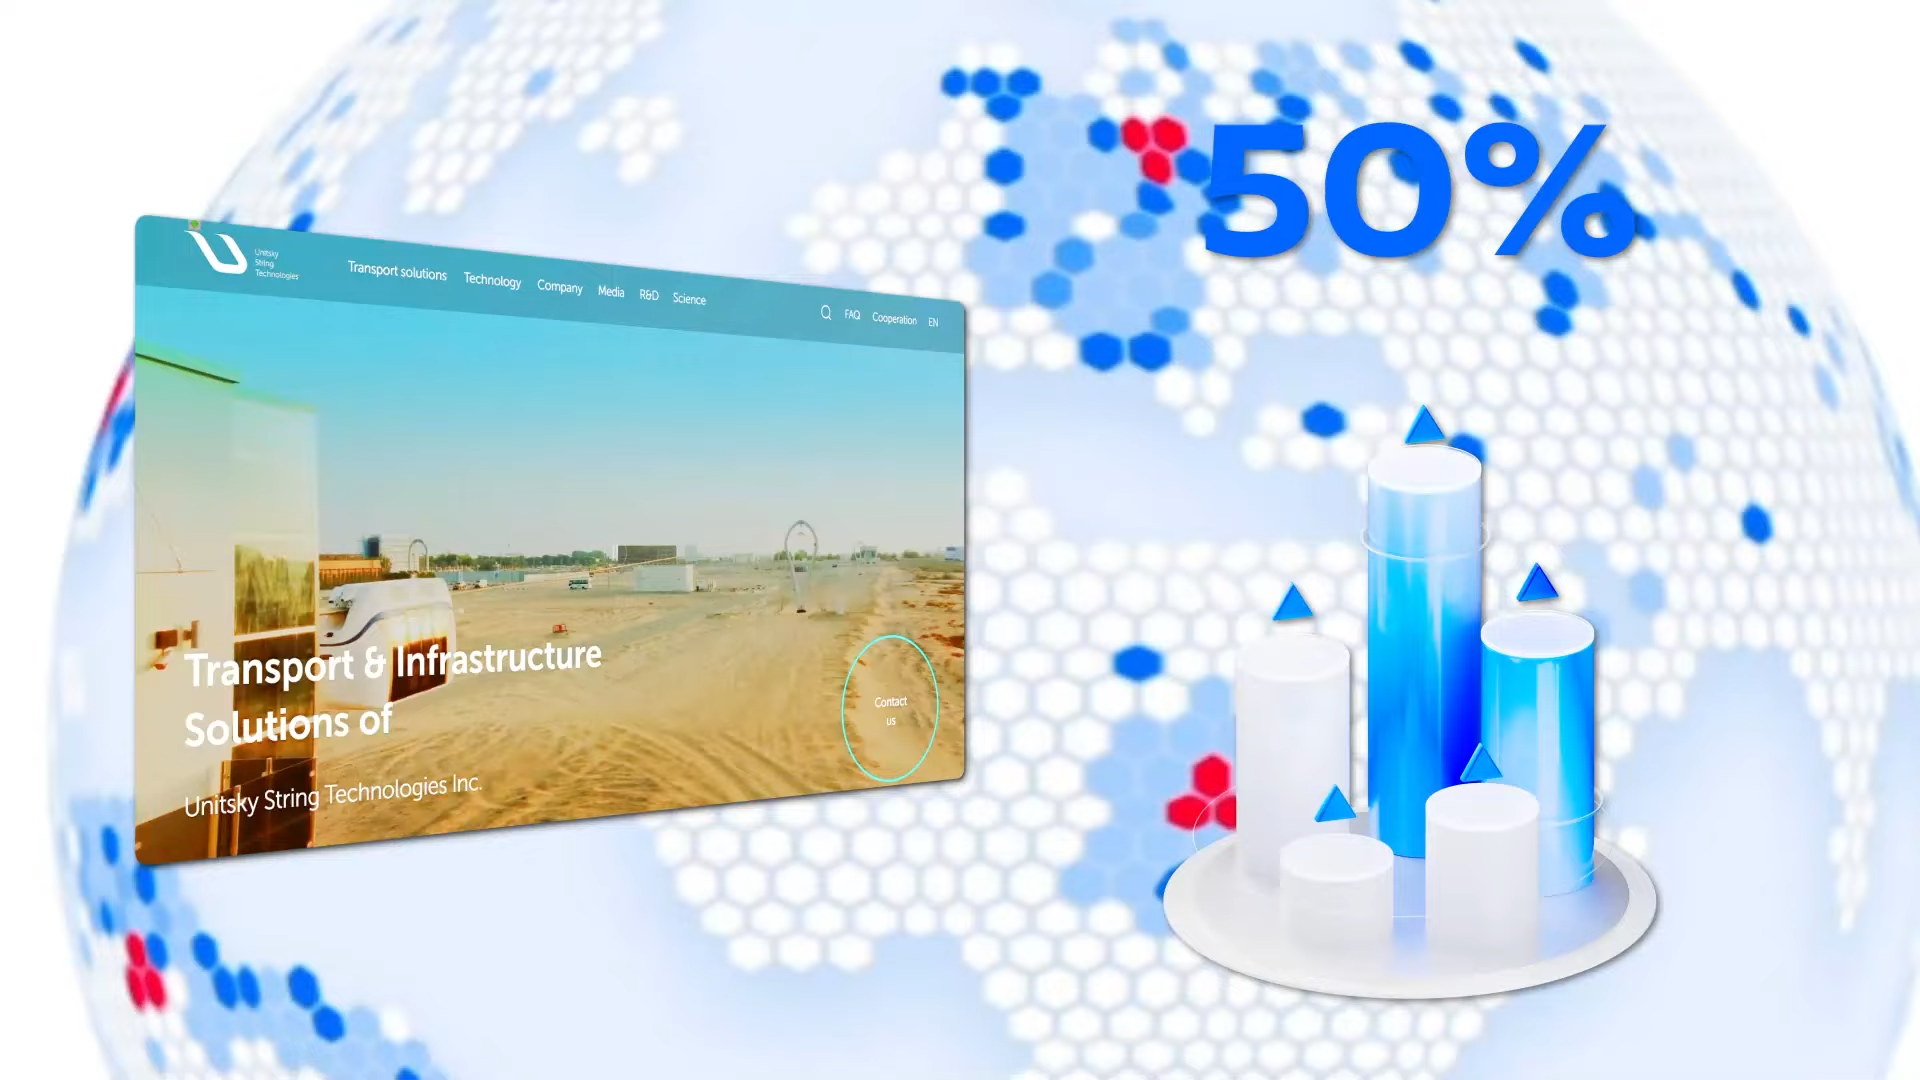 Unitsky
String
Technologies
Transport solutions
Technology
Company
Media
R&D
Science
FAQ
Cooperation
EN
50%
Transport & Infrastructure
Solutions of
Unitsky String Technologies Inc.
Contact
us